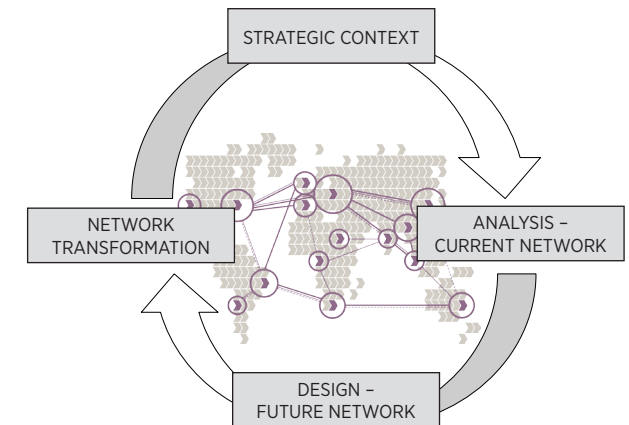 STRATEGIC CONTEXT
NETWORK
TRANSFORMATION
ANALYSIS –
CURRENT NETWORK
DESIGN –
FUTURE NETWORK